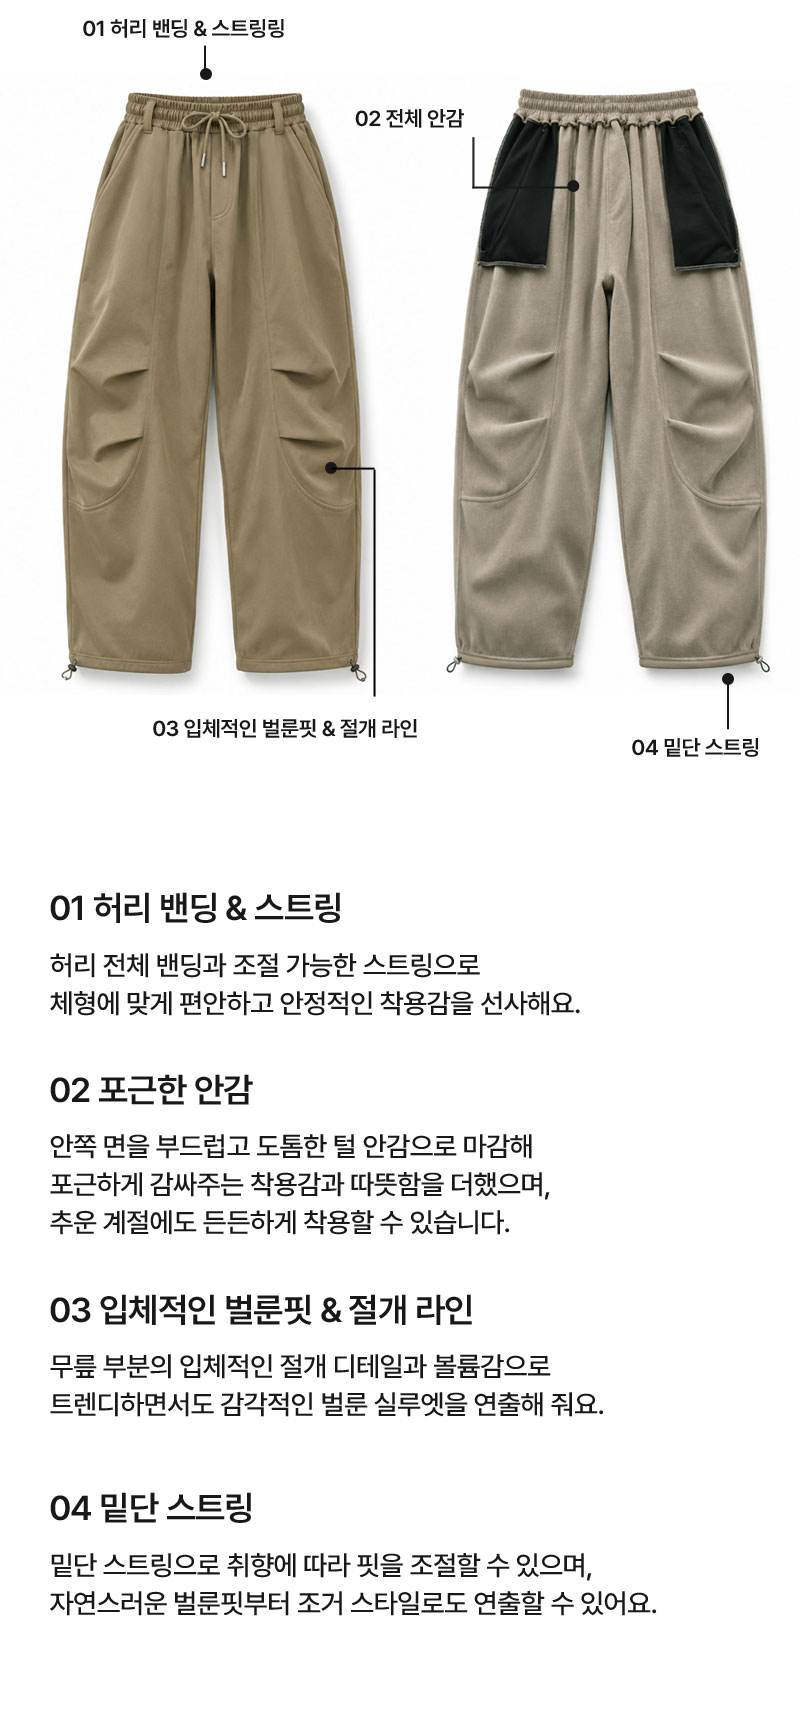 01 허리 밴딩 & 스트링링
02 전체 안감
03 입체적인 벌룬핏 & 절개 라인
04 밑단 스트링
01 허리 밴딩 & 스트링
허리 전체 밴딩과 조절 가능한 스트링으로
체형에 맞게 편안하고 안정적인 착용감을 선사해요.
02 포근한 안감
안쪽 면을 부드럽고 도톰한 털 안감으로 마감해
포근하게 감싸주는 착용감과 따뜻함을 더했으며,
추운 계절에도 든든하게 착용할 수 있습니다.
03 입체적인 벌룬핏 & 절개 라인
무릎 부분의 입체적인 절개 디테일과 볼륨감으로
트렌디하면서도 감각적인 벌룬 실루엣을 연출해 줘요.
04 밑단 스트링
밑단 스트링으로 취향에 따라 핏을 조절할 수 있으며,
자연스러운 벌룬핏부터 조거 스타일로도 연출할 수 있어요.